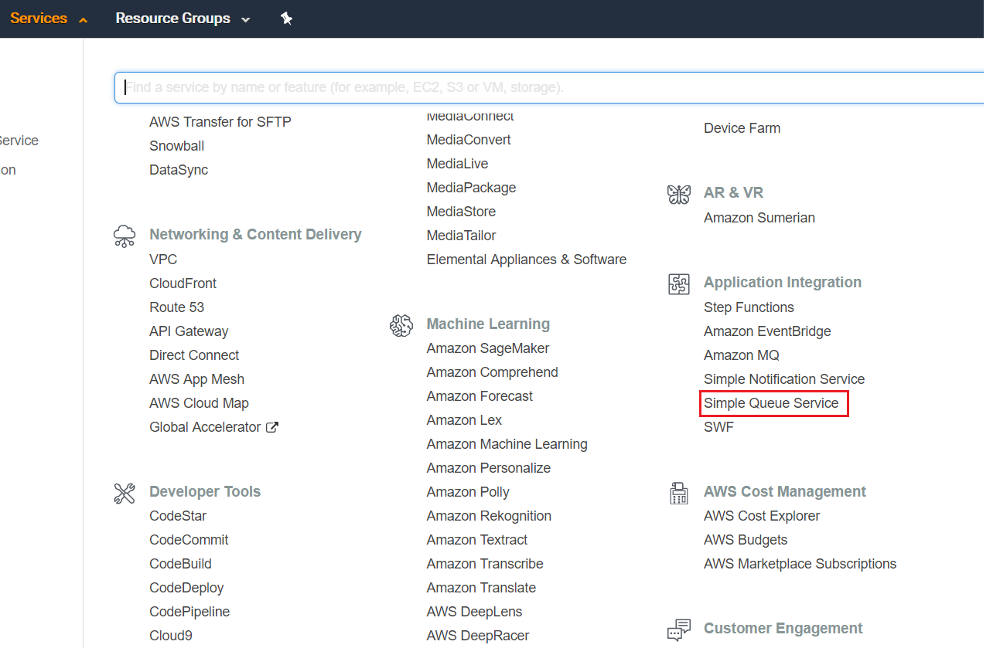 Services Resource Groups
Find a service by name or feature (for example, EC2, S3 or VM, storage).
Service
on
AWS Transfer for SFTP
Snowball
DataSync
Networking & Content Delivery
VPC
CloudFront
Route 53
API Gateway
Direct Connect
AWS App Mesh
AWS Cloud Map
Global Accelerator
Developer Tools
CodeStar
CodeCommit
CodeBuild
CodeDeploy
CodePipeline
Cloud9
MediaConnect
MediaConvert
MediaLive
MediaPackage
MediaStore
MediaTailor
Elemental Appliances & Software
Machine Learning
Amazon SageMaker
Amazon Comprehend
Amazon Forecast
Amazon Lex
Amazon Machine Learning
Amazon Personalize
Amazon Polly
Amazon Rekognition
Amazon Textract
Amazon Transcribe
Amazon Translate
AWS DeepLens
AWS DeepRacer
Device Farm
AR & VR
Amazon Sumerian
Application Integration
Step Functions
Amazon EventBridge
Amazon MQ
Simple Notification Service
Simple Queue Service
SWF
AWS Cost Management
AWS Cost Explorer
AWS Budgets
AWS Marketplace Subscriptions
Customer Engagement